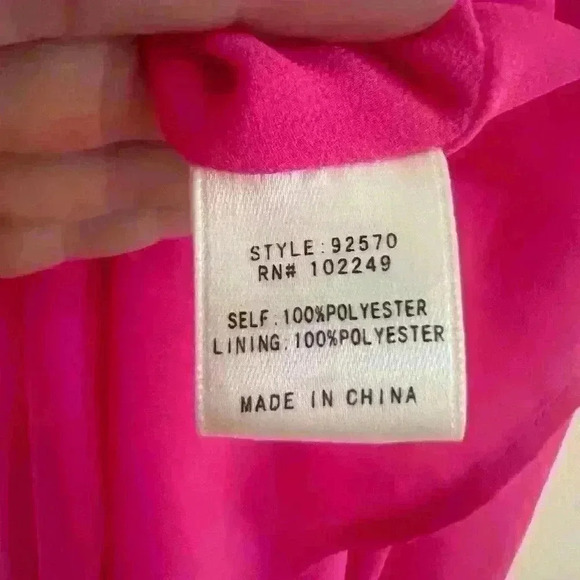 STYLE: 92570
RN# 102249
SELF: 100%POLYESTER
LINING: 100%POLYESTER
MADE IN CHINA